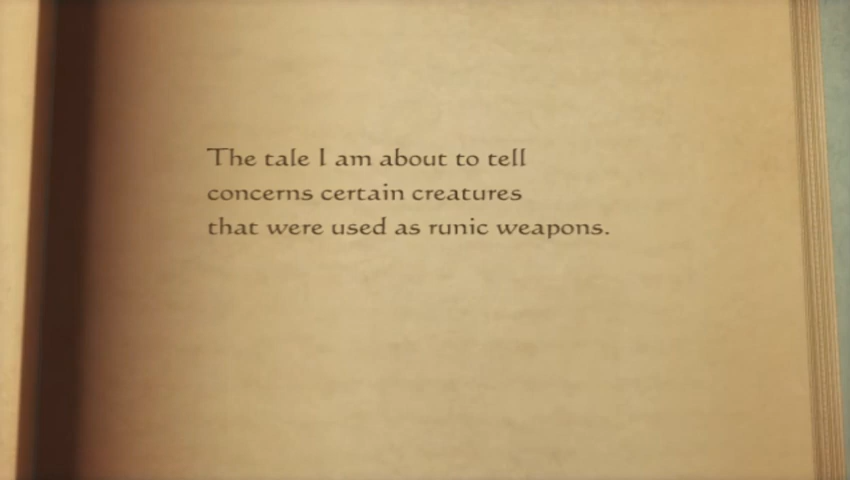 The tale I am about to tell
concerns certain creatures
that were used as runic weapons.